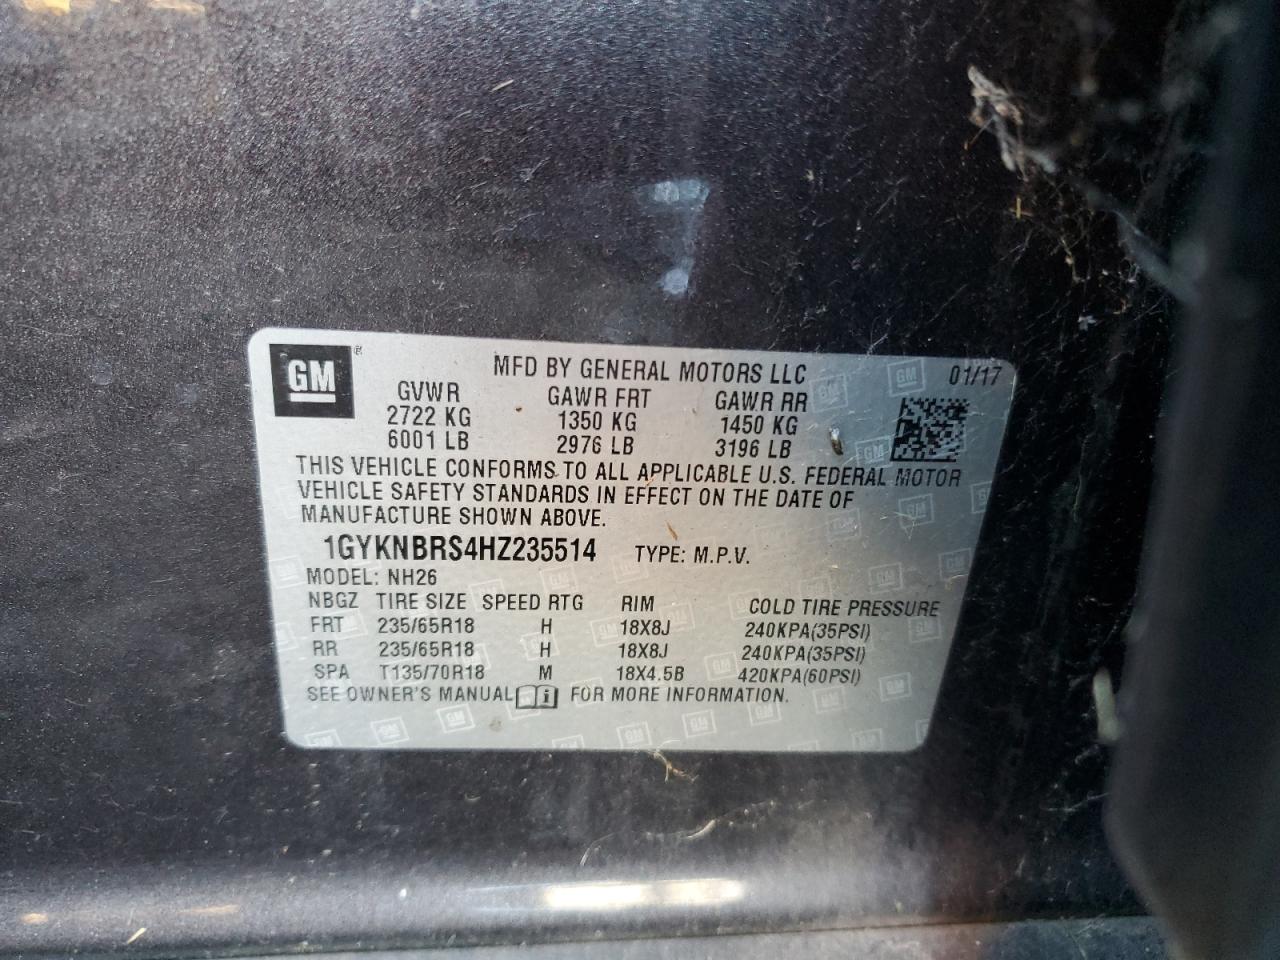 GM®
MFD BY GENERAL MOTORS LLC 01/17
GVWR GAWR FRT GAWR RR
2722 KG 1350 KG 1450 KG
6001 LB 2976 LB 3196 LB
THIS VEHICLE CONFORMS TO ALL APPLICABLE U.S. FEDERAL MOTOR
VEHICLE SAFETY STANDARDS IN EFFECT ON THE DATE OF
MANUFACTURE SHOWN ABOVE.
1GYKNBRS4HZ235514 TYPE: M.P.V.
MODEL: NH26
NBGZ TIRE SIZE SPEED RTG RIM COLD TIRE PRESSURE
FRT 235/65R18 H 18X8J 240KPA(35PSI)
RR 235/65R18 H 18X8J 240KPA(35PSI)
SPA T135/70R18 M 18X4.5B 420KPA(60PSI)
SEE OWNER'S MANUAL i FOR MORE INFORMATION.